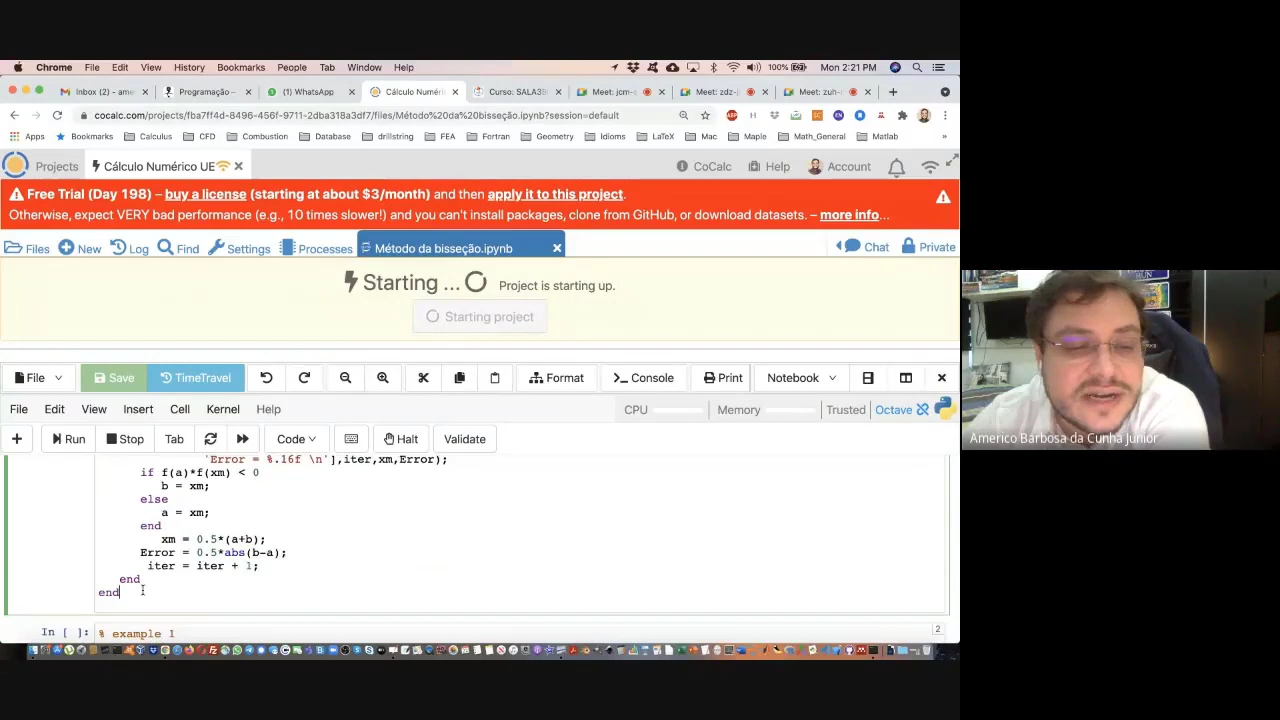 Chrome File Edit View History Bookmarks People Tab Window Help 100% Mon 2:21 PM
Inbox (2) - ame Programação – (1) WhatsApp Cálculo Numéri Curso: SALA3B Meet: jcm- Meet: zdz-j Meet: zuh-
cocalc.com/projects/fba7ff4d-8496-456f-9711-2dba318a3df7/files/Método%20da%20bisseção.ipynb?session=default
Apps Bookmarks Calculus CFD Combustion Database drillstring FEA Fortran Geometry Idioms LaTeX Mac Maple Math_General Matlab
Projects Cálculo Numérico UE CoCalc Help Account
Free Trial (Day 198) – buy a license (starting at about $3/month) and then apply it to this project.
Otherwise, expect VERY bad performance (e.g., 10 times slower!) and you can't install packages, clone from GitHub, or download datasets. – more info...
Files New Log Find Settings Processes Método da bisseção.ipynb Chat Private
Starting ... Project is starting up.
Starting project
File Save TimeTravel Format Console Print Notebook
File Edit View Insert Cell Kernel Help CPU Memory Trusted Octave
Run Stop Tab Code Halt Validate
'Error = %.16f \n'],iter,xm,Error);
if f(a)*f(xm) < 0
b = xm;
else
a = xm;
end
xm = 0.5*(a+b);
Error = 0.5*abs(b-a);
iter = iter + 1;
end
end
In [ ]: % example 1 2
Americo Barbosa da Cunha Junior